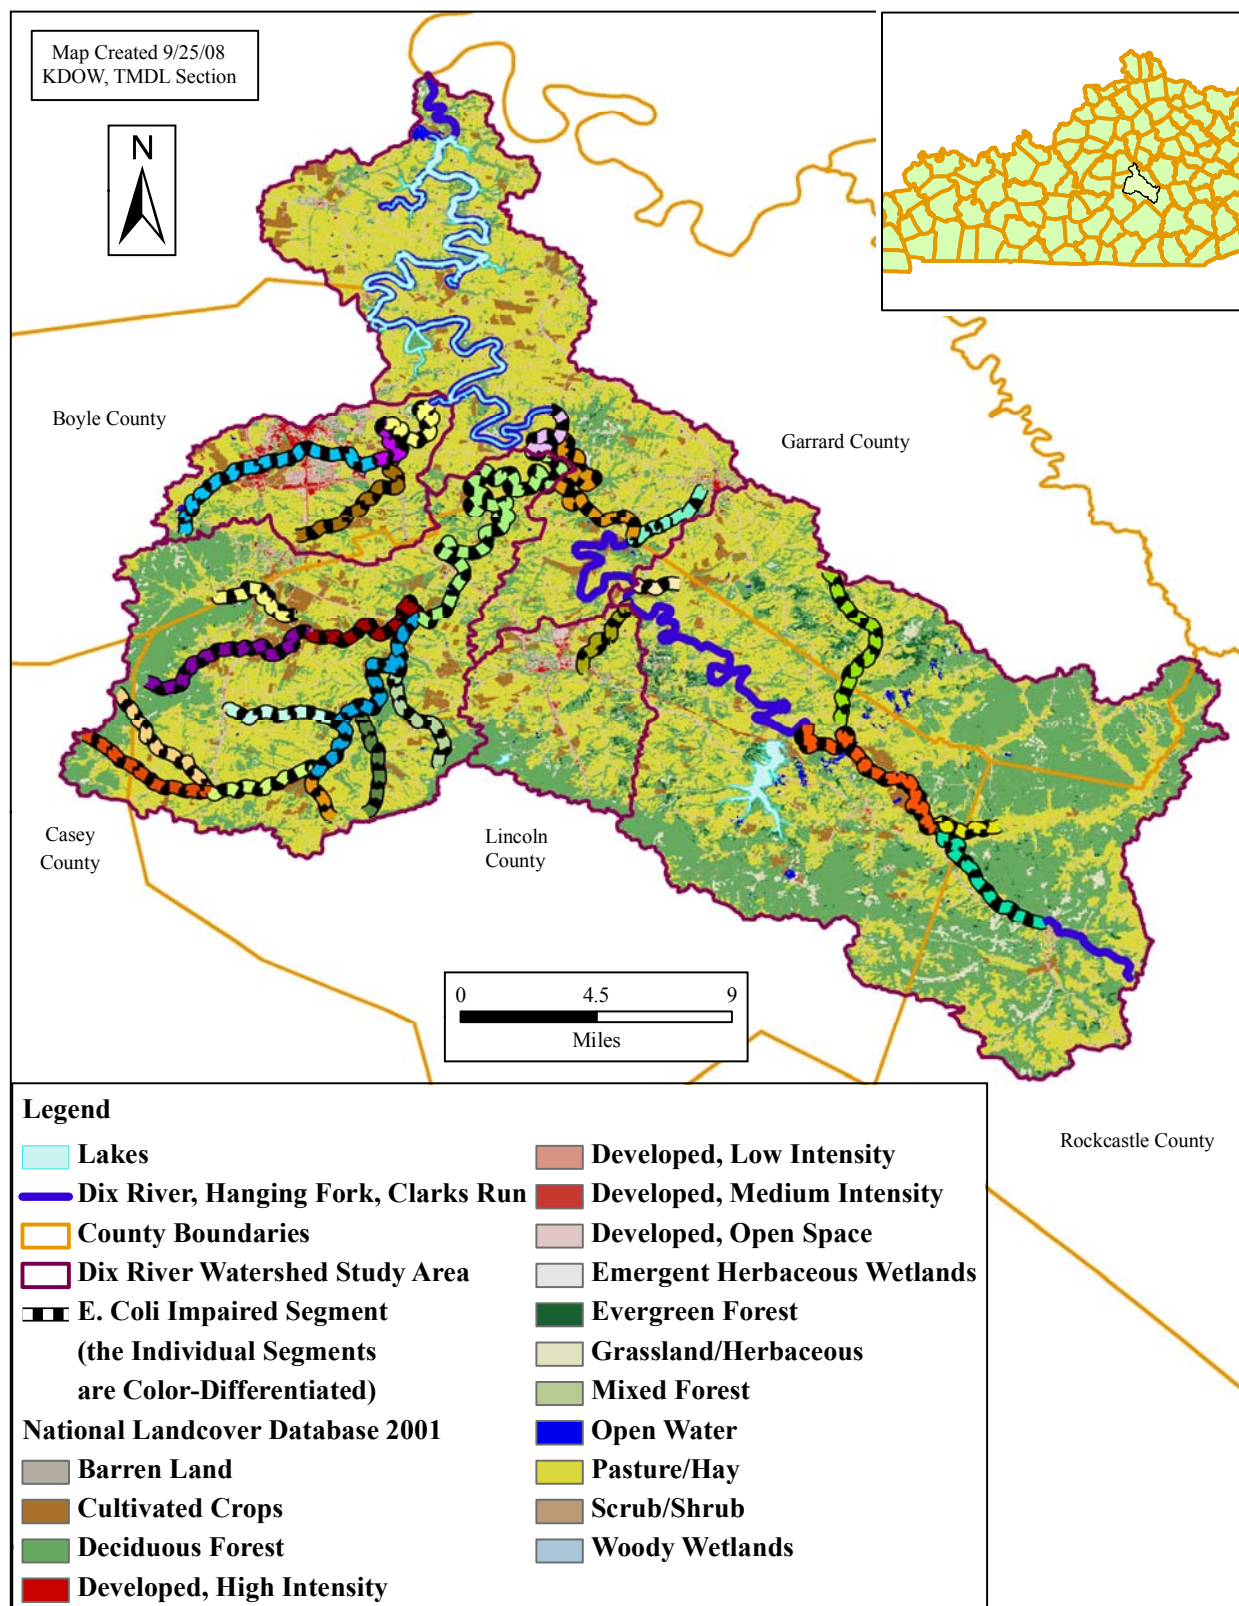 Map Created 9/25/08
KDOW, TMDL Section
N
Boyle County
Garrard County
Casey
County
Lincoln
County
0 4.5 9
Miles
Rockcastle County
Legend
Lakes
Dix River, Hanging Fork, Clarks Run
County Boundaries
Dix River Watershed Study Area
E. Coli Impaired Segment
(the Individual Segments
are Color-Differentiated)
National Landcover Database 2001
Barren Land
Cultivated Crops
Deciduous Forest
Developed, High Intensity
Developed, Low Intensity
Developed, Medium Intensity
Developed, Open Space
Emergent Herbaceous Wetlands
Evergreen Forest
Grassland/Herbaceous
Mixed Forest
Open Water
Pasture/Hay
Scrub/Shrub
Woody Wetlands